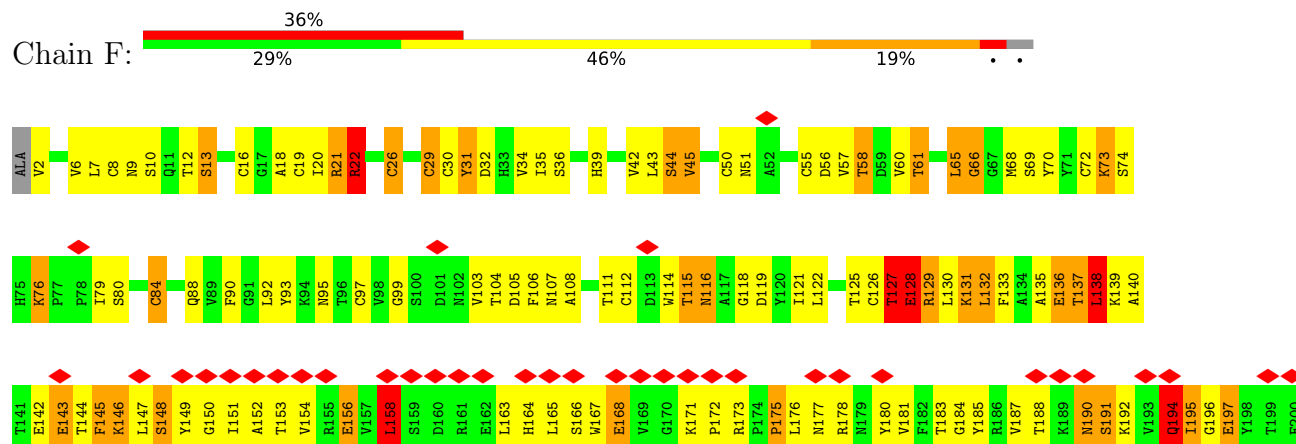 36%
Chain F:
29% 46% 19% . .
ALA V2 V6 L7 C8 N9 S10 Q11 T12 S13 C16 G17 A18 C19 I20 R21 R22 C26 C29 C30 Y31 D32 H33 V34 I35 S36 H39 V42 L43 S44 V45 C50 N51 A52 C55 D56 V57 T58 D59 V60 T61 L65 G66 G67 M68 S69 Y70 Y71 C72 K73 S74
H75 K76 P77 P78 I79 S80 C84 Q88 V89 F90 G91 L92 Y93 K94 N95 T96 C97 V98 G99 S100 D101 N102 V103 T104 D105 F106 N107 A108 T111 C112 D113 W114 T115 N116 A117 G118 D119 Y120 I121 L122 T125 C126 T127 E128 R129 L130 K131 L132 F133 A134 A135 E136 T137 L138 K139 A140
T141 E142 E143 T144 F145 K146 L147 S148 Y149 G150 I151 A152 T153 V154 R155 E156 V157 L158 S159 D160 R161 E162 L163 H164 L165 S166 W167 E168 V169 G170 K171 P172 R173 P174 P175 L176 N177 R178 N179 Y180 V181 F182 T183 G184 Y185 R186 V187 T188 K189 N190 S191 K192 V193 Q194 I195 G196 E197 Y198 T199